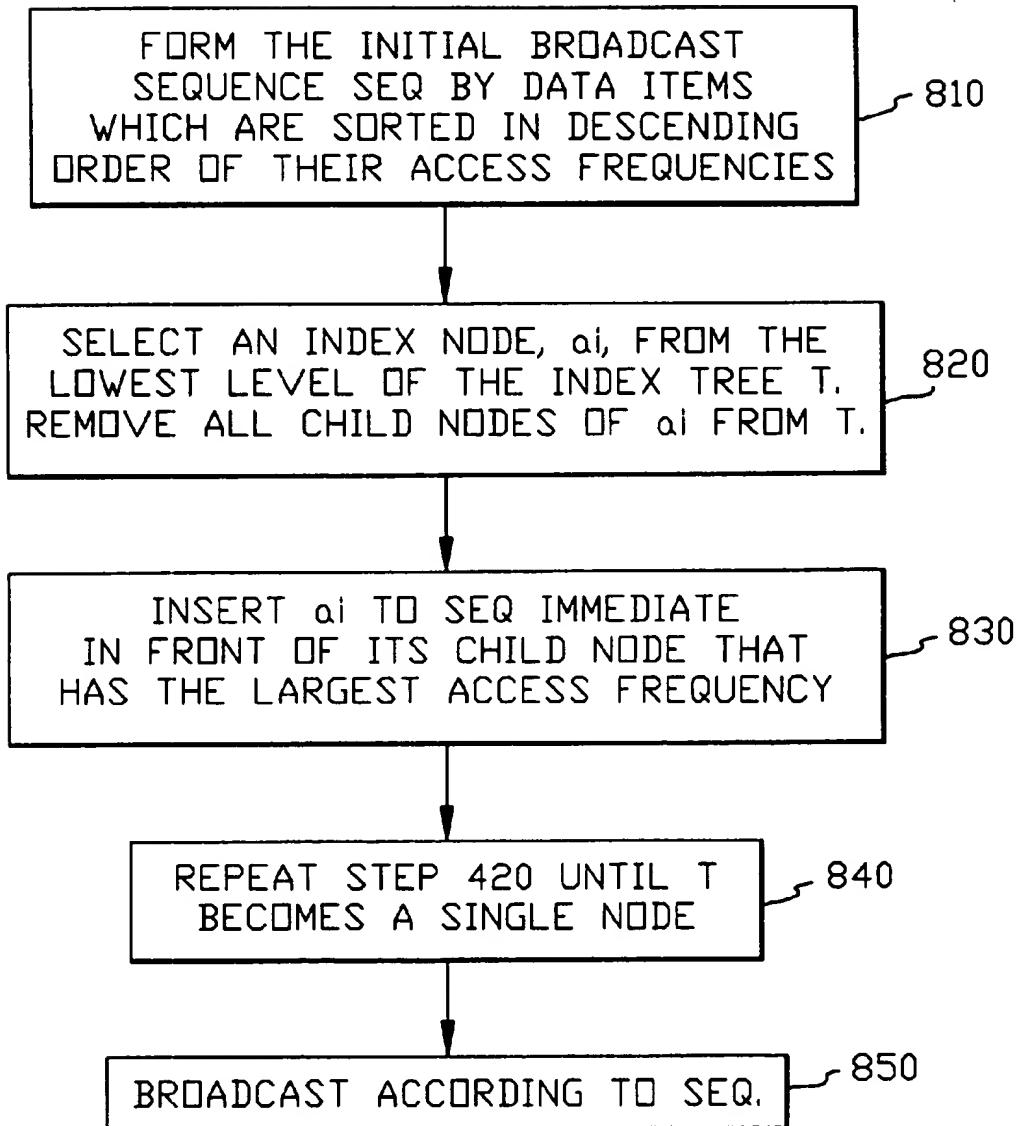 FORM THE INITIAL BROADCAST
SEQUENCE SEQ BY DATA ITEMS
WHICH ARE SORTED IN DESCENDING
ORDER OF THEIR ACCESS FREQUENCIES
810
SELECT AN INDEX NODE, ai, FROM THE
LOWEST LEVEL OF THE INDEX TREE T.
REMOVE ALL CHILD NODES OF ai FROM T.
820
INSERT ai TO SEQ IMMEDIATE
IN FRONT OF ITS CHILD NODE THAT
HAS THE LARGEST ACCESS FREQUENCY
830
REPEAT STEP 420 UNTIL T
BECOMES A SINGLE NODE
840
BROADCAST ACCORDING TO SEQ.
850